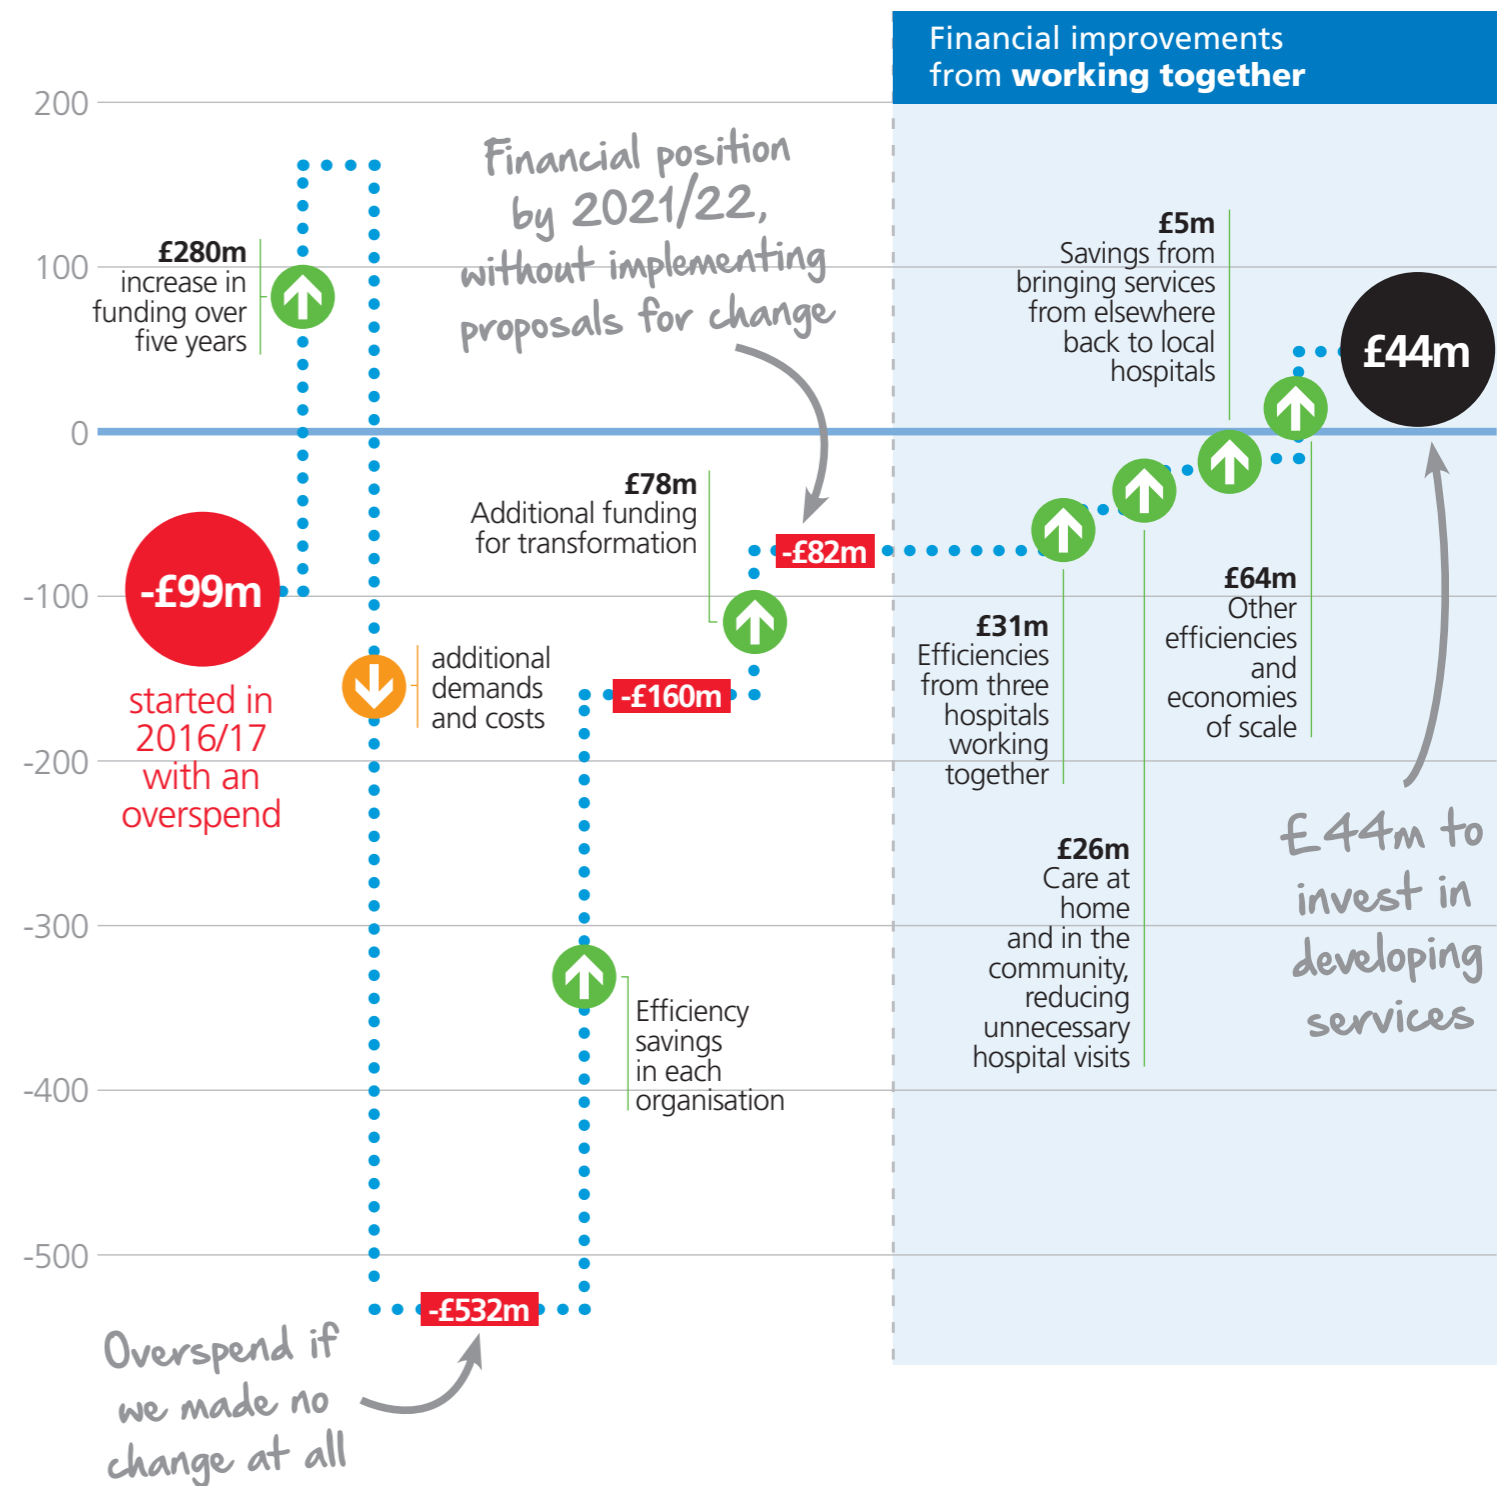 Financial improvements
from working together
200
100
0
-100
-200
-300
-400
-500
£280m
increase in
funding over
five years
-£99m
started in
2016/17
with an
overspend
additional
demands
and costs
-£532m
Overspend if
we made no
change at all
Efficiency
savings
in each
organisation
-£160m
£78m
Additional funding
for transformation
Financial position
by 2021/22,
without implementing
proposals for change
-£82m
£31m
Efficiencies
from three
hospitals
working
together
£26m
Care at
home
and in the
community,
reducing
unnecessary
hospital visits
£5m
Savings from
bringing services
from elsewhere
back to local
hospitals
£64m
Other
efficiencies
and
economies
of scale
£44m
£44m to
invest in
developing
services